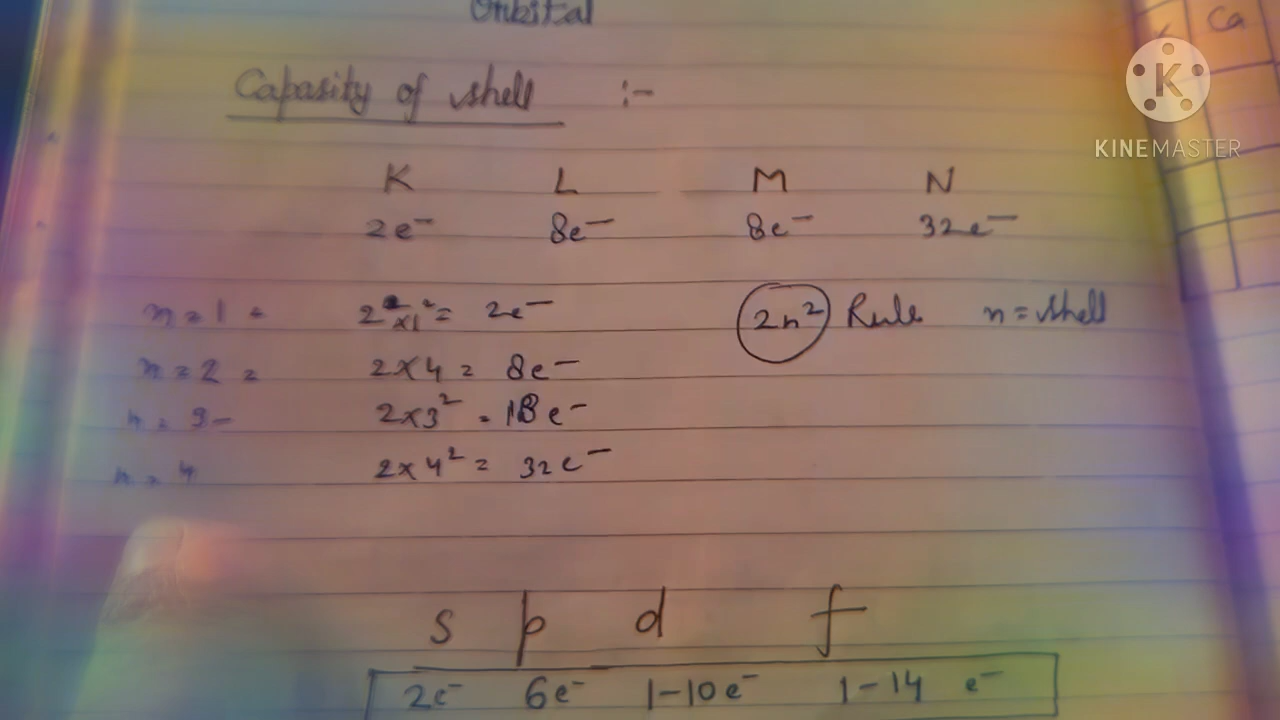 Orbital
Ca
K
KINEMASTER
Capasity of shell :-
K L M N
2e⁻ 8e⁻ 8e⁻ 32e⁻
n = 1 = 2×1² = 2e⁻ 2n² Rule n = shell
n = 2 = 2×4 = 8e⁻
n = 3 - 2×3² = 18e⁻
n = 4 2×4² = 32e⁻
s p d f
2e⁻ 6e⁻ 1-10e⁻ 1-14 e⁻